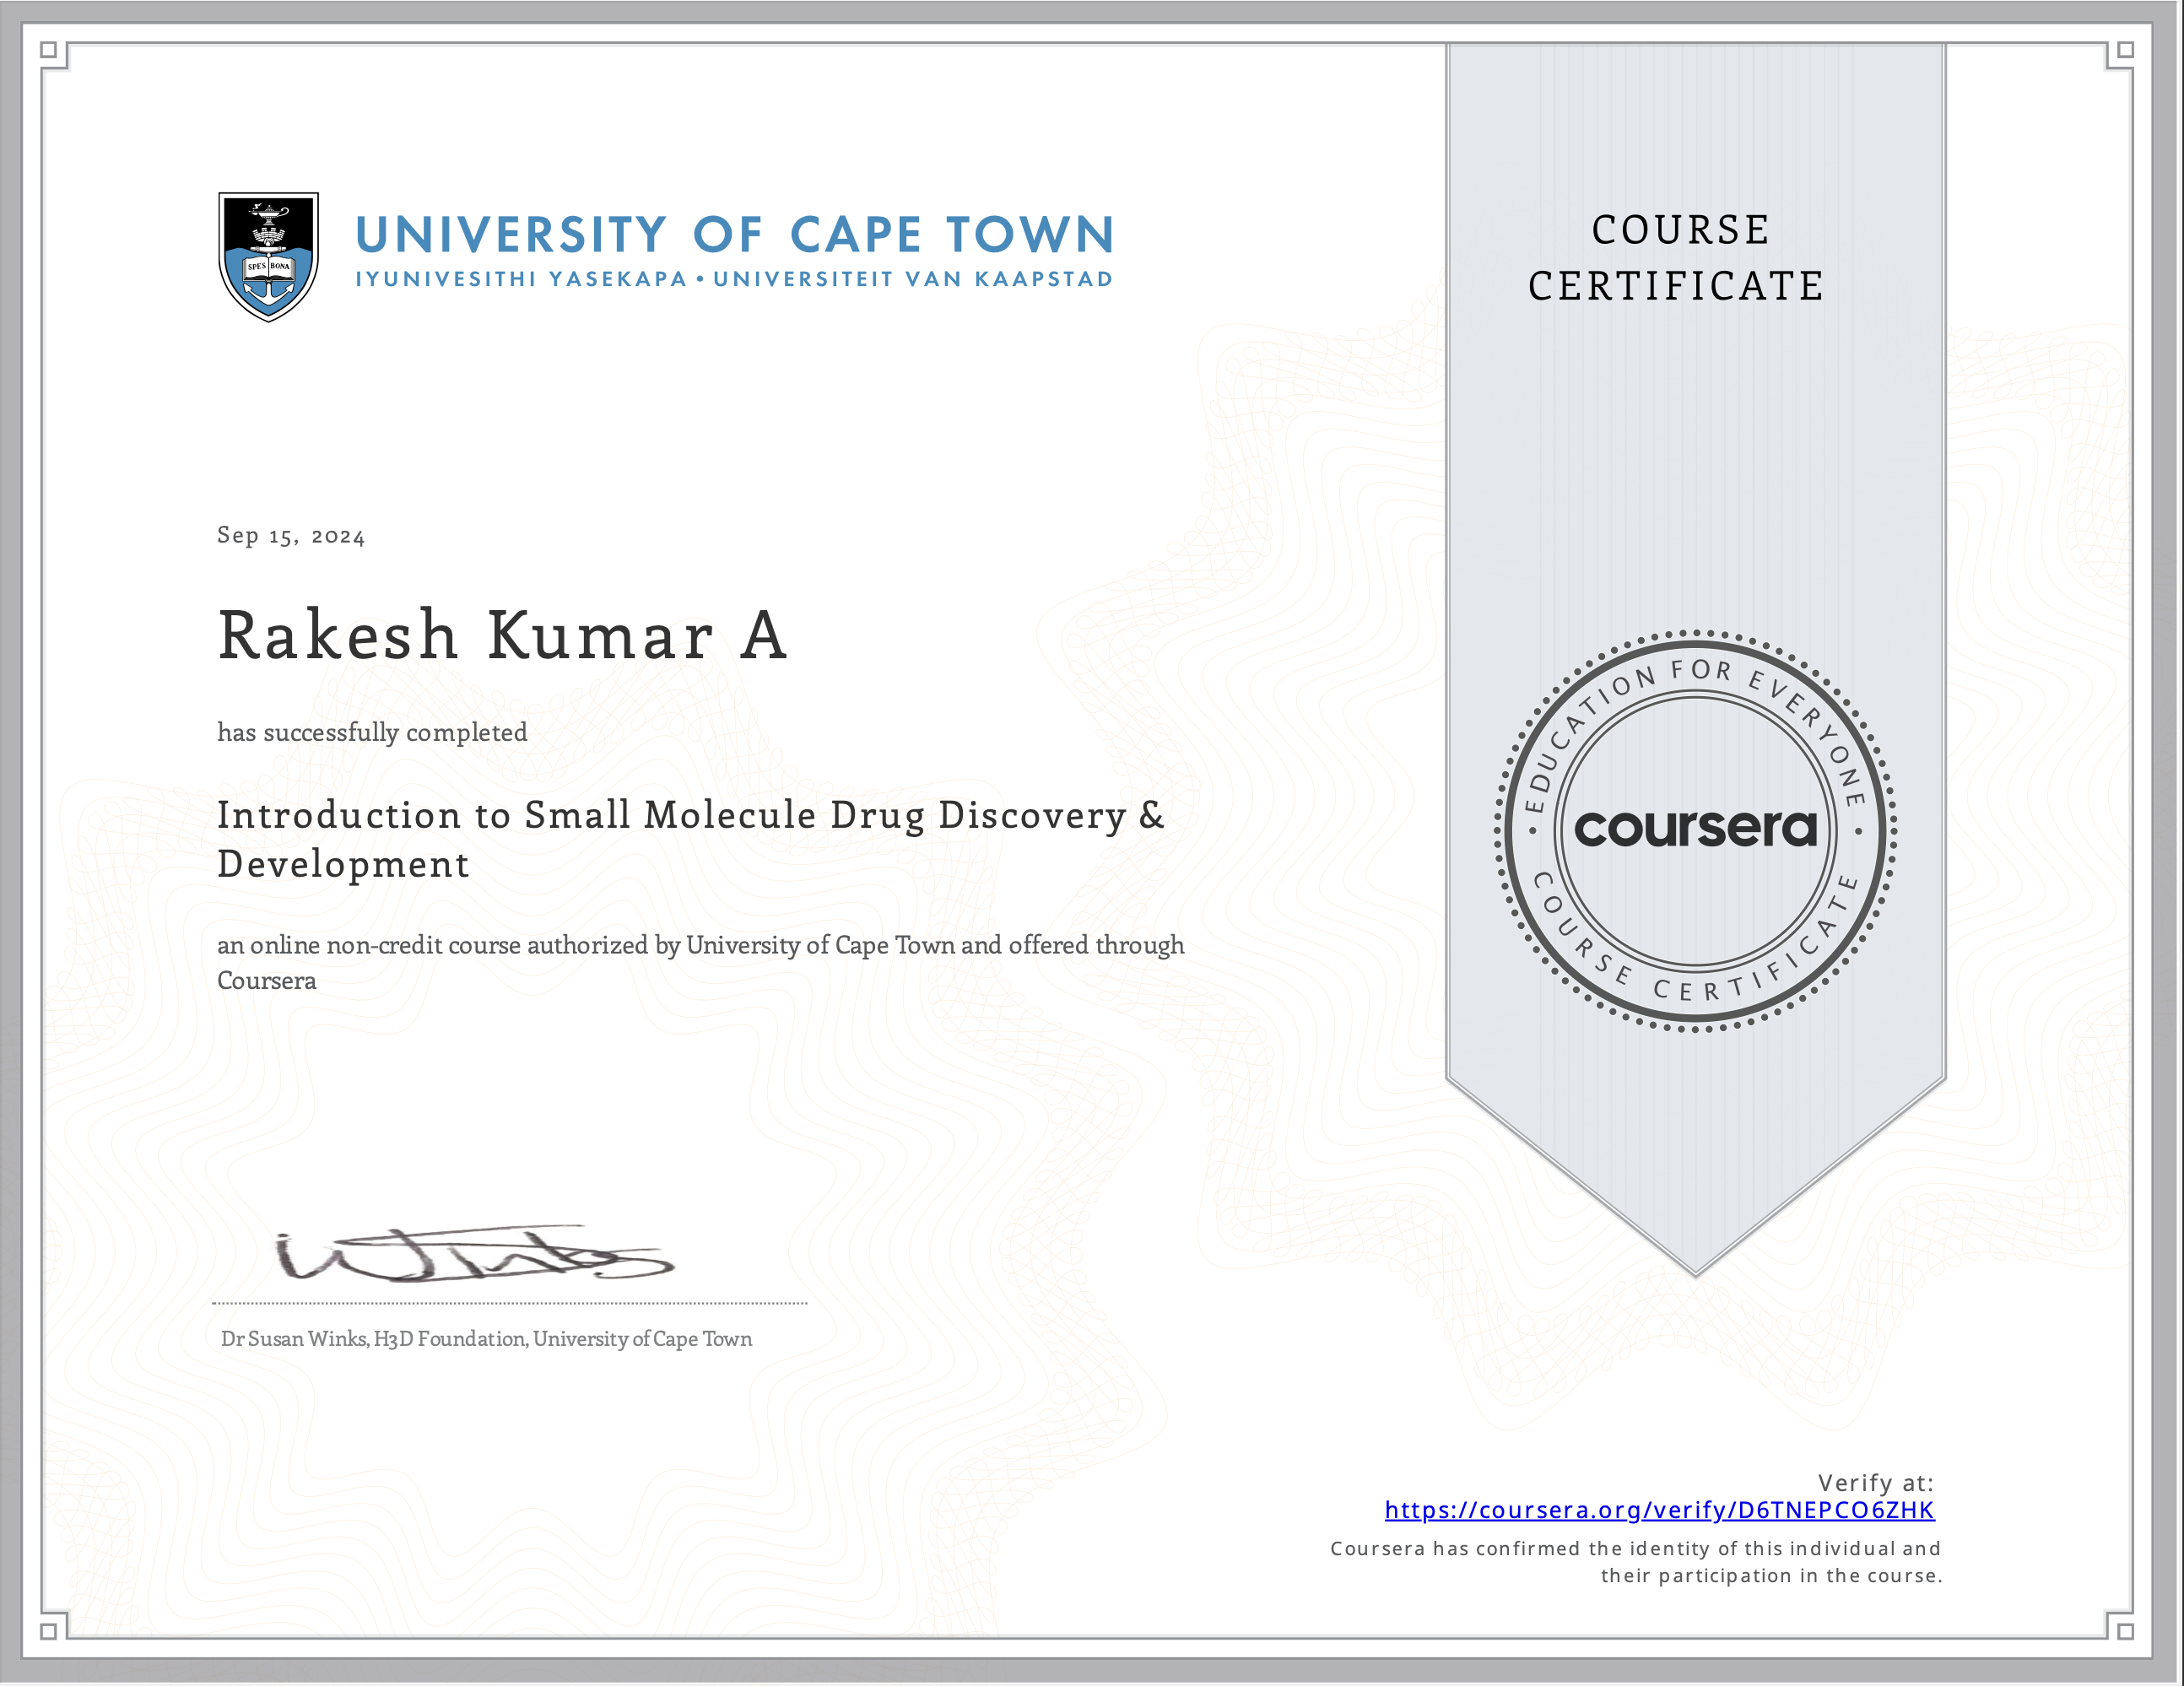 SPES BONA
UNIVERSITY OF CAPE TOWN
IYUNIVESITHI YASEKAPA • UNIVERSITEIT VAN KAAPSTAD
COURSE
CERTIFICATE
Sep 15, 2024
Rakesh Kumar A
has successfully completed
Introduction to Small Molecule Drug Discovery &
Development
an online non-credit course authorized by University of Cape Town and offered through
Coursera
EDUCATION FOR EVERYONE
coursera
COURSE CERTIFICATE
Dr Susan Winks, H3D Foundation, University of Cape Town
Verify at:
https://coursera.org/verify/D6TNEPCO6ZHK
Coursera has confirmed the identity of this individual and
their participation in the course.